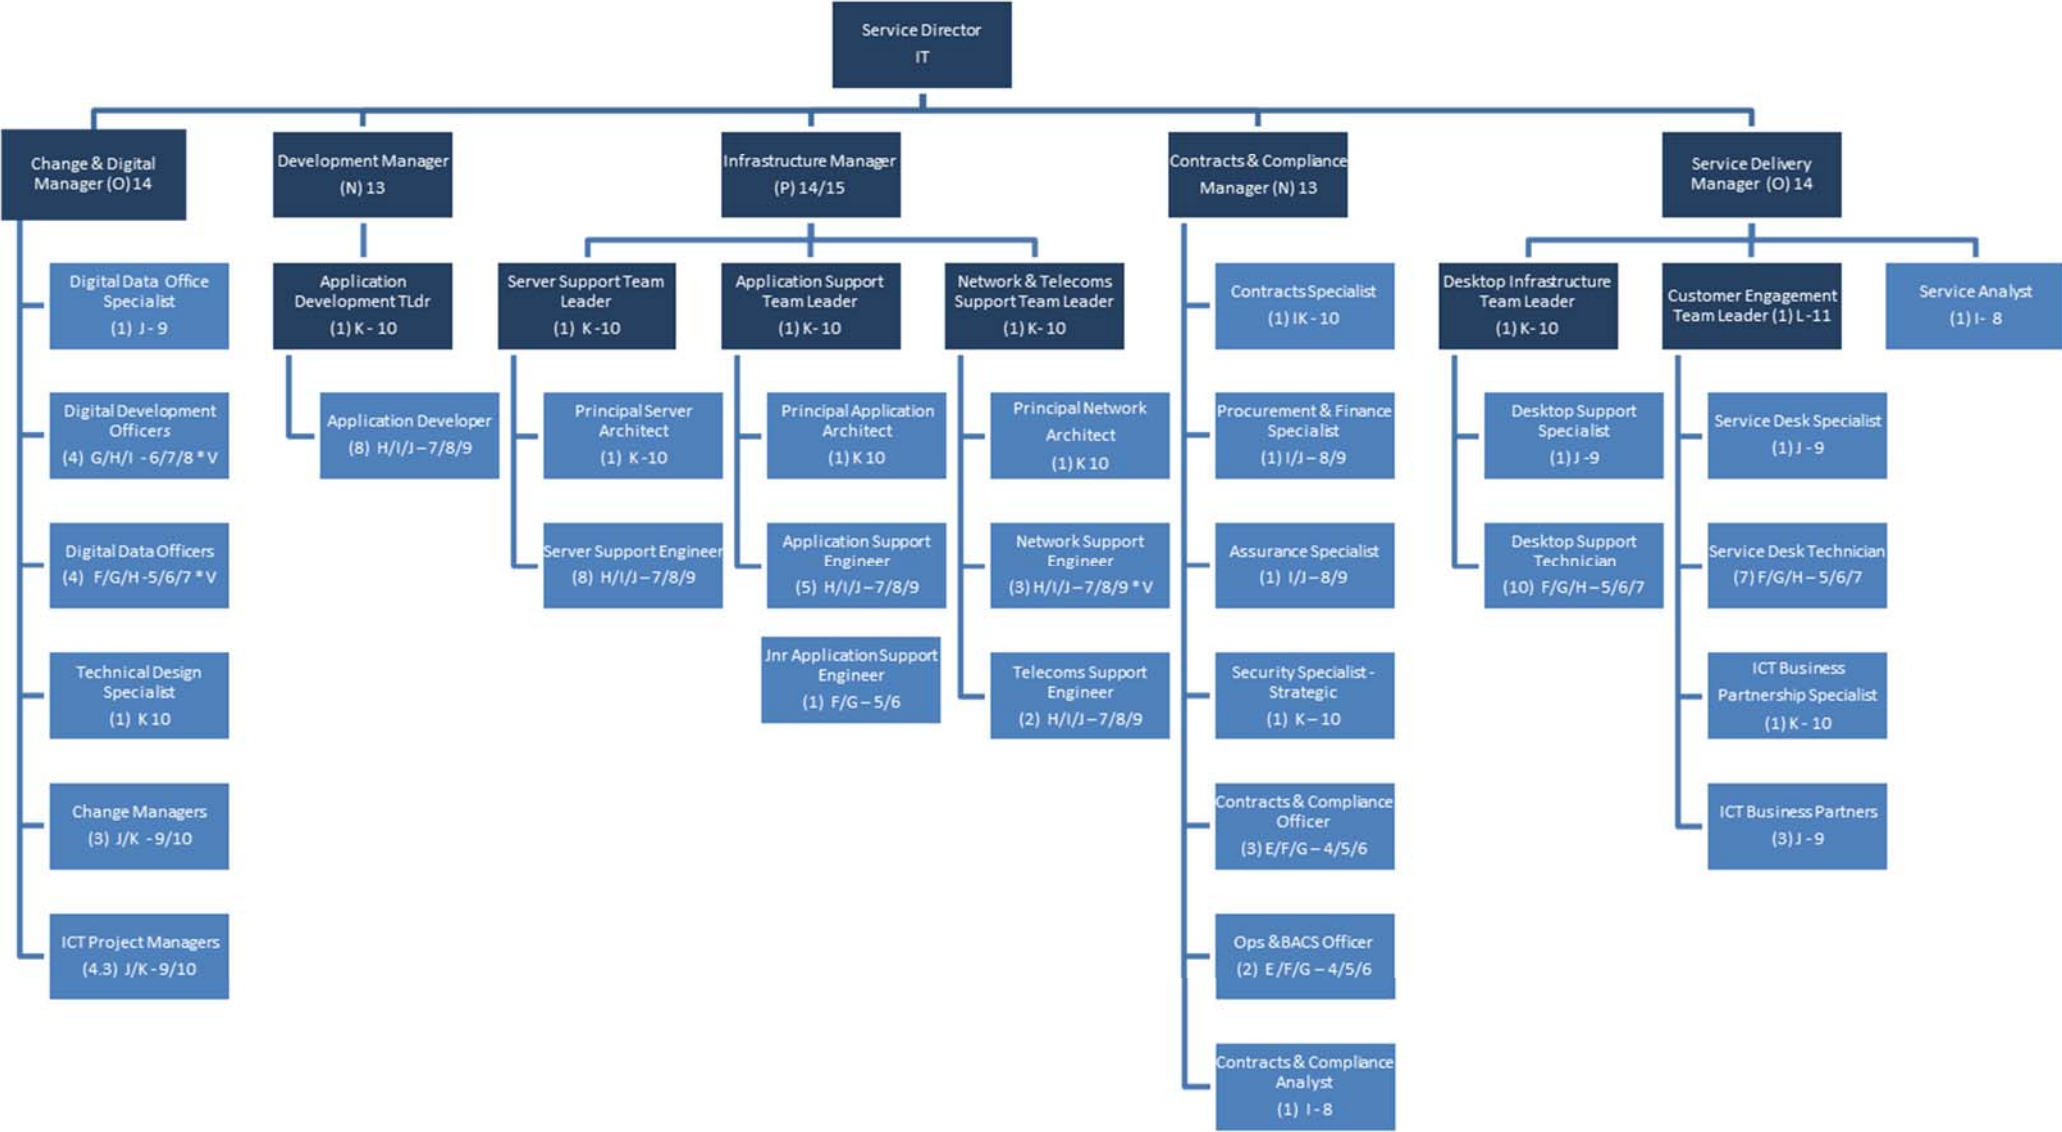 Service Director
IT
Change & Digital
Manager (O) 14
Development Manager
(N) 13
Infrastructure Manager
(P) 14/15
Contracts & Compliance
Manager (N) 13
Service Delivery
Manager (O) 14
Digital Data Office
Specialist
(1) J - 9
Digital Development
Officers
(4) G/H/I - 6/7/8 * V
Digital Data Officers
(4) F/G/H -5/6/7 * V
Technical Design
Specialist
(1) K 10
Change Managers
(3) J/K - 9/10
ICT Project Managers
(4.3) J/K - 9/10
Application
Development TLdr
(1) K - 10
Application Developer
(8) H/I/J – 7/8/9
Server Support Team
Leader
(1) K -10
Principal Server
Architect
(1) K -10
Server Support Engineer
(8) H/I/J – 7/8/9
Application Support
Team Leader
(1) K - 10
Principal Application
Architect
(1) K 10
Application Support
Engineer
(5) H/I/J – 7/8/9
Jnr Application Support
Engineer
(1) F/G – 5/6
Network & Telecoms
Support Team Leader
(1) K - 10
Principal Network
Architect
(1) K 10
Network Support
Engineer
(3) H/I/J – 7/8/9 * V
Telecoms Support
Engineer
(2) H/I/J – 7/8/9
Contracts Specialist
(1) IK - 10
Procurement & Finance
Specialist
(1) I/J – 8/9
Assurance Specialist
(1) I/J – 8/9
Security Specialist -
Strategic
(1) K – 10
Contracts & Compliance
Officer
(3) E/F/G – 4/5/6
Ops &BACS Officer
(2) E/F/G – 4/5/6
Contracts & Compliance
Analyst
(1) I - 8
Desktop Infrastructure
Team Leader
(1) K - 10
Desktop Support
Specialist
(1) J -9
Desktop Support
Technician
(10) F/G/H – 5/6/7
Customer Engagement
Team Leader (1) L -11
Service Desk Specialist
(1) J - 9
Service Desk Technician
(7) F/G/H – 5/6/7
ICT Business
Partnership Specialist
(1) K - 10
ICT Business Partners
(3) J - 9
Service Analyst
(1) I - 8